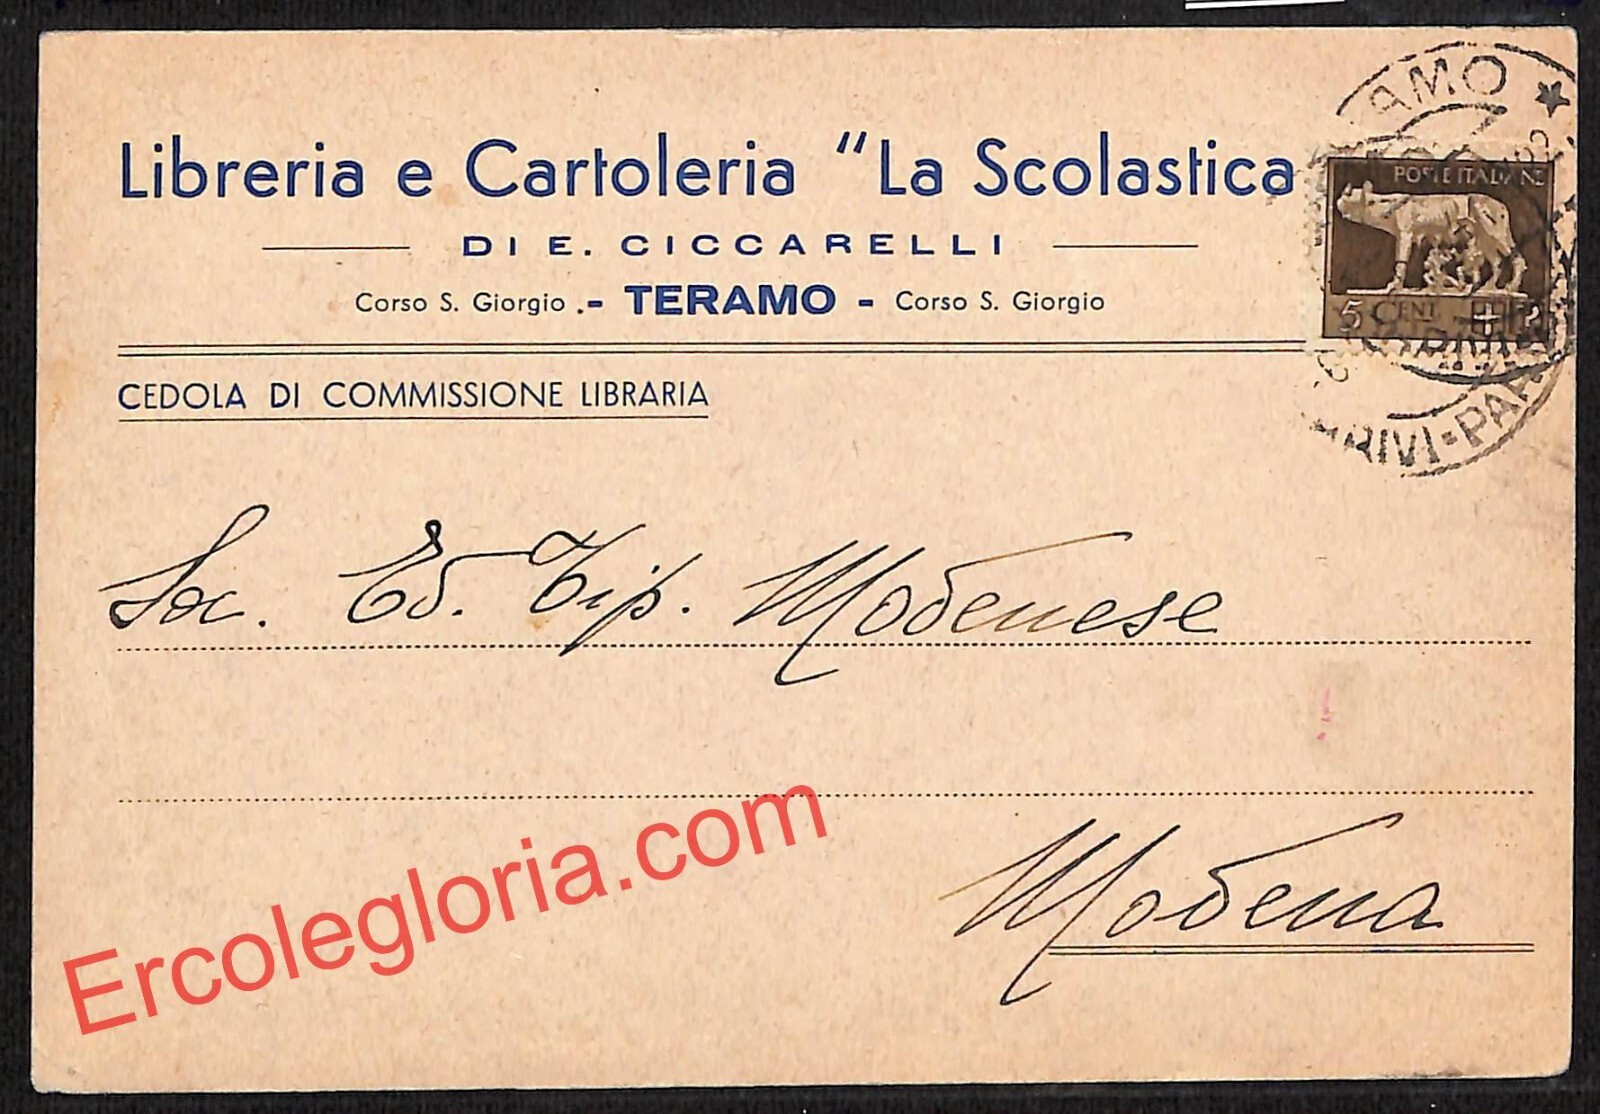 Libreria e Cartoleria "La Scolastica
DI E. CICCARELLI
Corso S. Giorgio .- TERAMO - Corso S. Giorgio
CEDOLA DI COMMISSIONE LIBRARIA
POSTE ITALIANE
5 CENT
Soc. Ed. Tip. Modenese
Modena
Ercolegloria.com